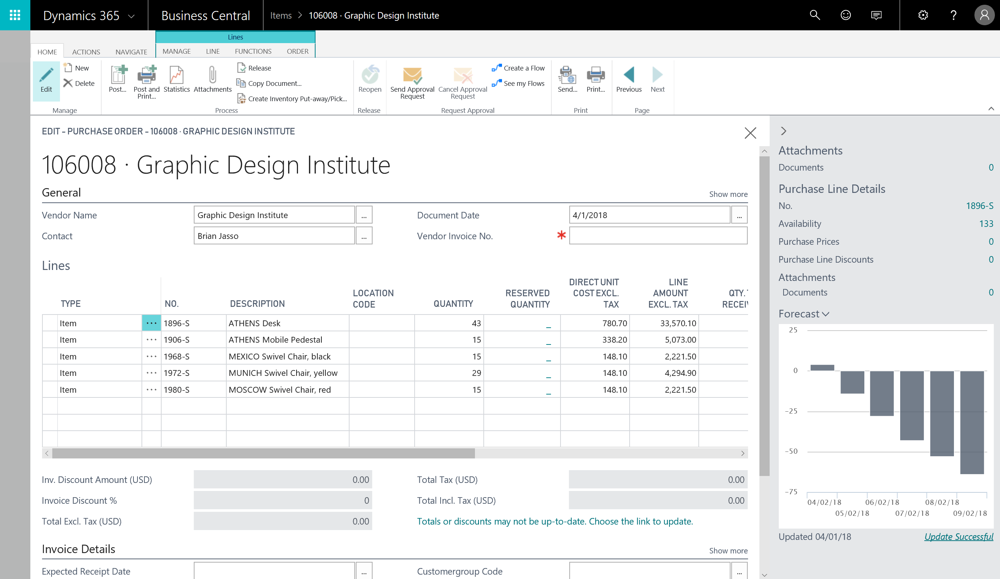 Dynamics 365
Business Central
Items > 106008 · Graphic Design Institute
Lines
HOME ACTIONS NAVIGATE MANAGE LINE FUNCTIONS ORDER
Edit
New
Delete
Manage
Post...
Post and Print...
Statistics
Attachments
Release
Copy Document...
Create Inventory Put-away/Pick...
Process
Reopen
Release
Send Approval Request
Cancel Approval Request
Create a Flow
See my Flows
Request Approval
Send...
Print...
Print
Previous
Next
Page
EDIT - PURCHASE ORDER - 106008 · GRAPHIC DESIGN INSTITUTE
106008 · Graphic Design Institute
General
Show more
Vendor Name Graphic Design Institute ...
Document Date 4/1/2018 ...
Contact Brian Jasso ...
Vendor Invoice No. *
Lines
TYPE NO. DESCRIPTION LOCATION CODE QUANTITY RESERVED QUANTITY DIRECT UNIT COST EXCL. TAX LINE AMOUNT EXCL. TAX QTY.
Item ··· 1896-S ATHENS Desk 43 _ 780.70 33,570.10
Item ··· 1906-S ATHENS Mobile Pedestal 15 _ 338.20 5,073.00
Item ··· 1968-S MEXICO Swivel Chair, black 15 _ 148.10 2,221.50
Item ··· 1972-S MUNICH Swivel Chair, yellow 29 _ 148.10 4,294.90
Item ··· 1980-S MOSCOW Swivel Chair, red 15 _ 148.10 2,221.50
Inv. Discount Amount (USD) 0.00
Total Tax (USD) 0.00
Invoice Discount % 0
Total Incl. Tax (USD) 0.00
Total Excl. Tax (USD) 0.00
Totals or discounts may not be up-to-date. Choose the link to update.
Invoice Details
Show more
Expected Receipt Date ...
Customergroup Code ...
Attachments
Documents 0
Purchase Line Details
No. 1896-S
Availability 133
Purchase Prices 0
Purchase Line Discounts 0
Attachments
Documents 0
Forecast
25
0
-25
-50
-75
04/02/18 06/02/18 08/02/18
05/02/18 07/02/18 09/02/18
Updated 04/01/18 Update Successful